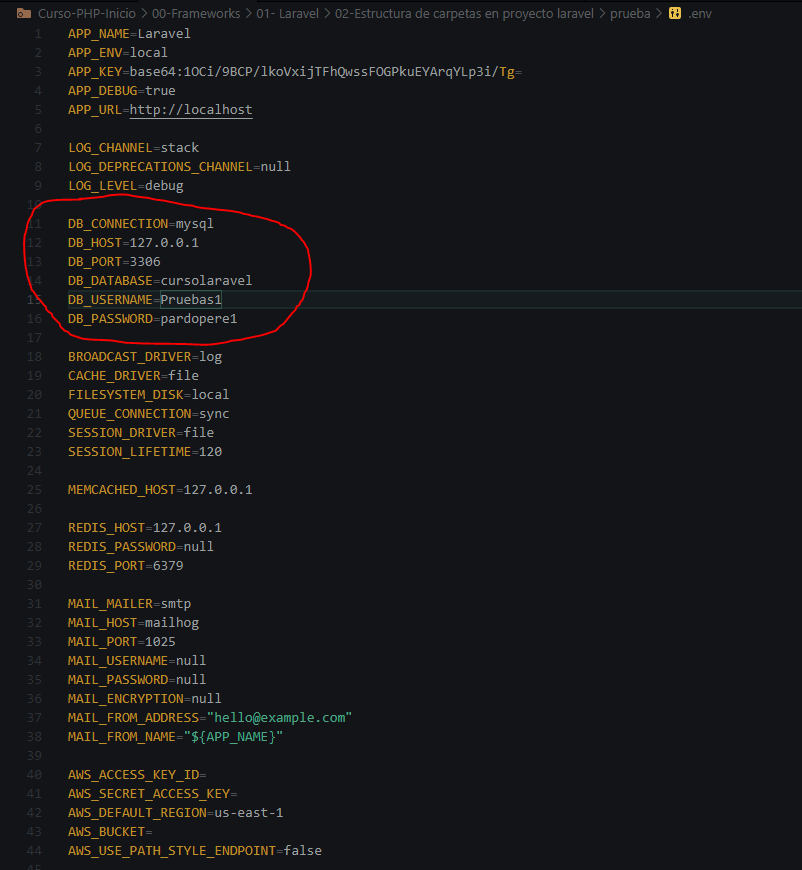 Curso-PHP-Inicio > 00-Frameworks > 01- Laravel > 02-Estructura de carpetas en proyecto laravel > prueba > .env
1 APP_NAME=Laravel
2 APP_ENV=local
3 APP_KEY=base64:1OCi/9BCP/lkoVxijTFhQwssFOGPkuEYArqYLp3i/Tg=
4 APP_DEBUG=true
5 APP_URL=http://localhost
6
7 LOG_CHANNEL=stack
8 LOG_DEPRECATIONS_CHANNEL=null
9 LOG_LEVEL=debug
10
11 DB_CONNECTION=mysql
12 DB_HOST=127.0.0.1
13 DB_PORT=3306
14 DB_DATABASE=cursolaravel
15 DB_USERNAME=Pruebas1
16 DB_PASSWORD=pardopere1
17
18 BROADCAST_DRIVER=log
19 CACHE_DRIVER=file
20 FILESYSTEM_DISK=local
21 QUEUE_CONNECTION=sync
22 SESSION_DRIVER=file
23 SESSION_LIFETIME=120
24
25 MEMCACHED_HOST=127.0.0.1
26
27 REDIS_HOST=127.0.0.1
28 REDIS_PASSWORD=null
29 REDIS_PORT=6379
30
31 MAIL_MAILER=smtp
32 MAIL_HOST=mailhog
33 MAIL_PORT=1025
34 MAIL_USERNAME=null
35 MAIL_PASSWORD=null
36 MAIL_ENCRYPTION=null
37 MAIL_FROM_ADDRESS="hello@example.com"
38 MAIL_FROM_NAME="${APP_NAME}"
39
40 AWS_ACCESS_KEY_ID=
41 AWS_SECRET_ACCESS_KEY=
42 AWS_DEFAULT_REGION=us-east-1
43 AWS_BUCKET=
44 AWS_USE_PATH_STYLE_ENDPOINT=false
45